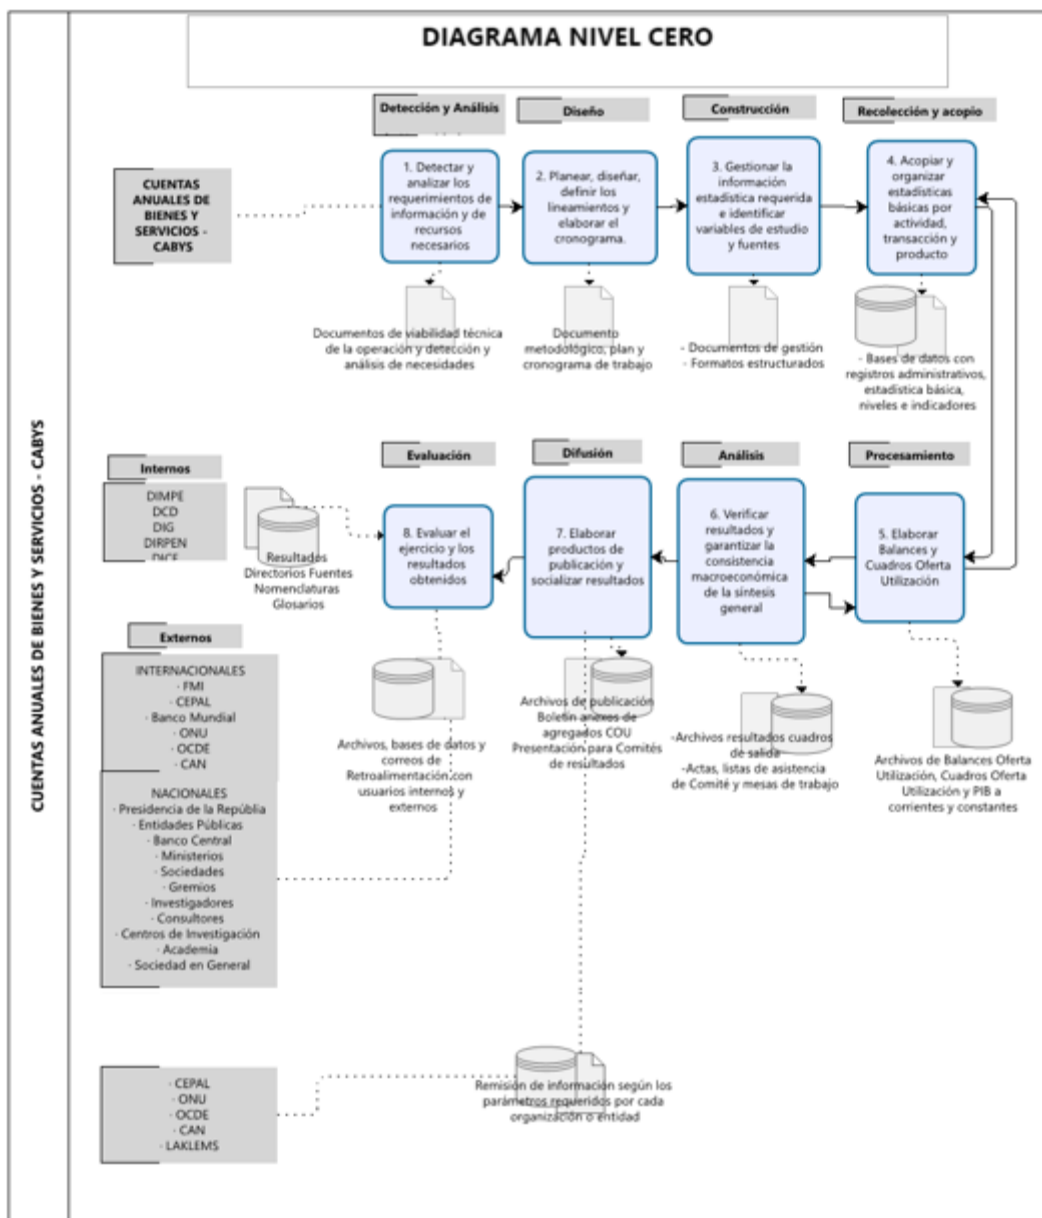 DIAGRAMA NIVEL CERO
Detección y Análisis
Diseño
Construcción
Recolección y acopio
CUENTAS
ANUALES DE
BIENES Y
SERVICIOS -
CABYS
1. Detectar y
analizar los
requerimientos de
información y de
recursos
necesarios
2. Planear, diseñar,
definir los
lineamientos y
elaborar el
cronograma.
3. Gestionar la
información
estadística requerida
e identificar
variables de estudio
y fuentes
4. Acopiar y
organizar
estadísticas
básicas por
actividad,
transacción y
producto
Documentos de viabilidad técnica
de la operación y detección y
análisis de necesidades
Documento
metodológico, plan y
cronograma de trabajo
- Documentos de gestión
- Formatos estructurados
- Bases de datos con
registros administrativos,
estadística básica,
niveles e indicadores
CUENTAS ANUALES DE BIENES Y SERVICIOS - CABYS
Internos
DIMPE
DCD
DIG
DIRPEN
Evaluación
Difusión
Análisis
Procesamiento
Resultados
Directorios Fuentes
Nomenclaturas
Glosarios
8. Evaluar el
ejercicio y los
resultados
obtenidos
7. Elaborar
productos de
publicación y
socializar resultados
6. Verificar
resultados y
garantizar la
consistencia
macroeconómica
de la síntesis
general
5. Elaborar
Balances y
Cuadros Oferta
Utilización
Externos
INTERNACIONALES
· FMI
· CEPAL
· Banco Mundial
· ONU
· OCDE
· CAN
NACIONALES
· Presidencia de la Repúblia
· Entidades Públicas
· Banco Central
· Ministerios
· Sociedades
· Gremios
· Investigadores
· Consultores
· Centros de Investigación
· Academia
· Sociedad en General
Archivos, bases de datos y
correos de
Retroalimentación con
usuarios internos y
externos
Archivos de publicación
Boletín anexos de
agregados COU
Presentación para Comités
de resultados
-Archivos resultados cuadros
de salida
-Actas, listas de asistencia
de Comité y mesas de trabajo
Archivos de Balances Oferta
Utilización, Cuadros Oferta
Utilización y PIB a
corrientes y constantes
· CEPAL
· ONU
· OCDE
· CAN
· LAKLEMS
Remisión de información según los
parámetros requeridos por cada
organización o entidad